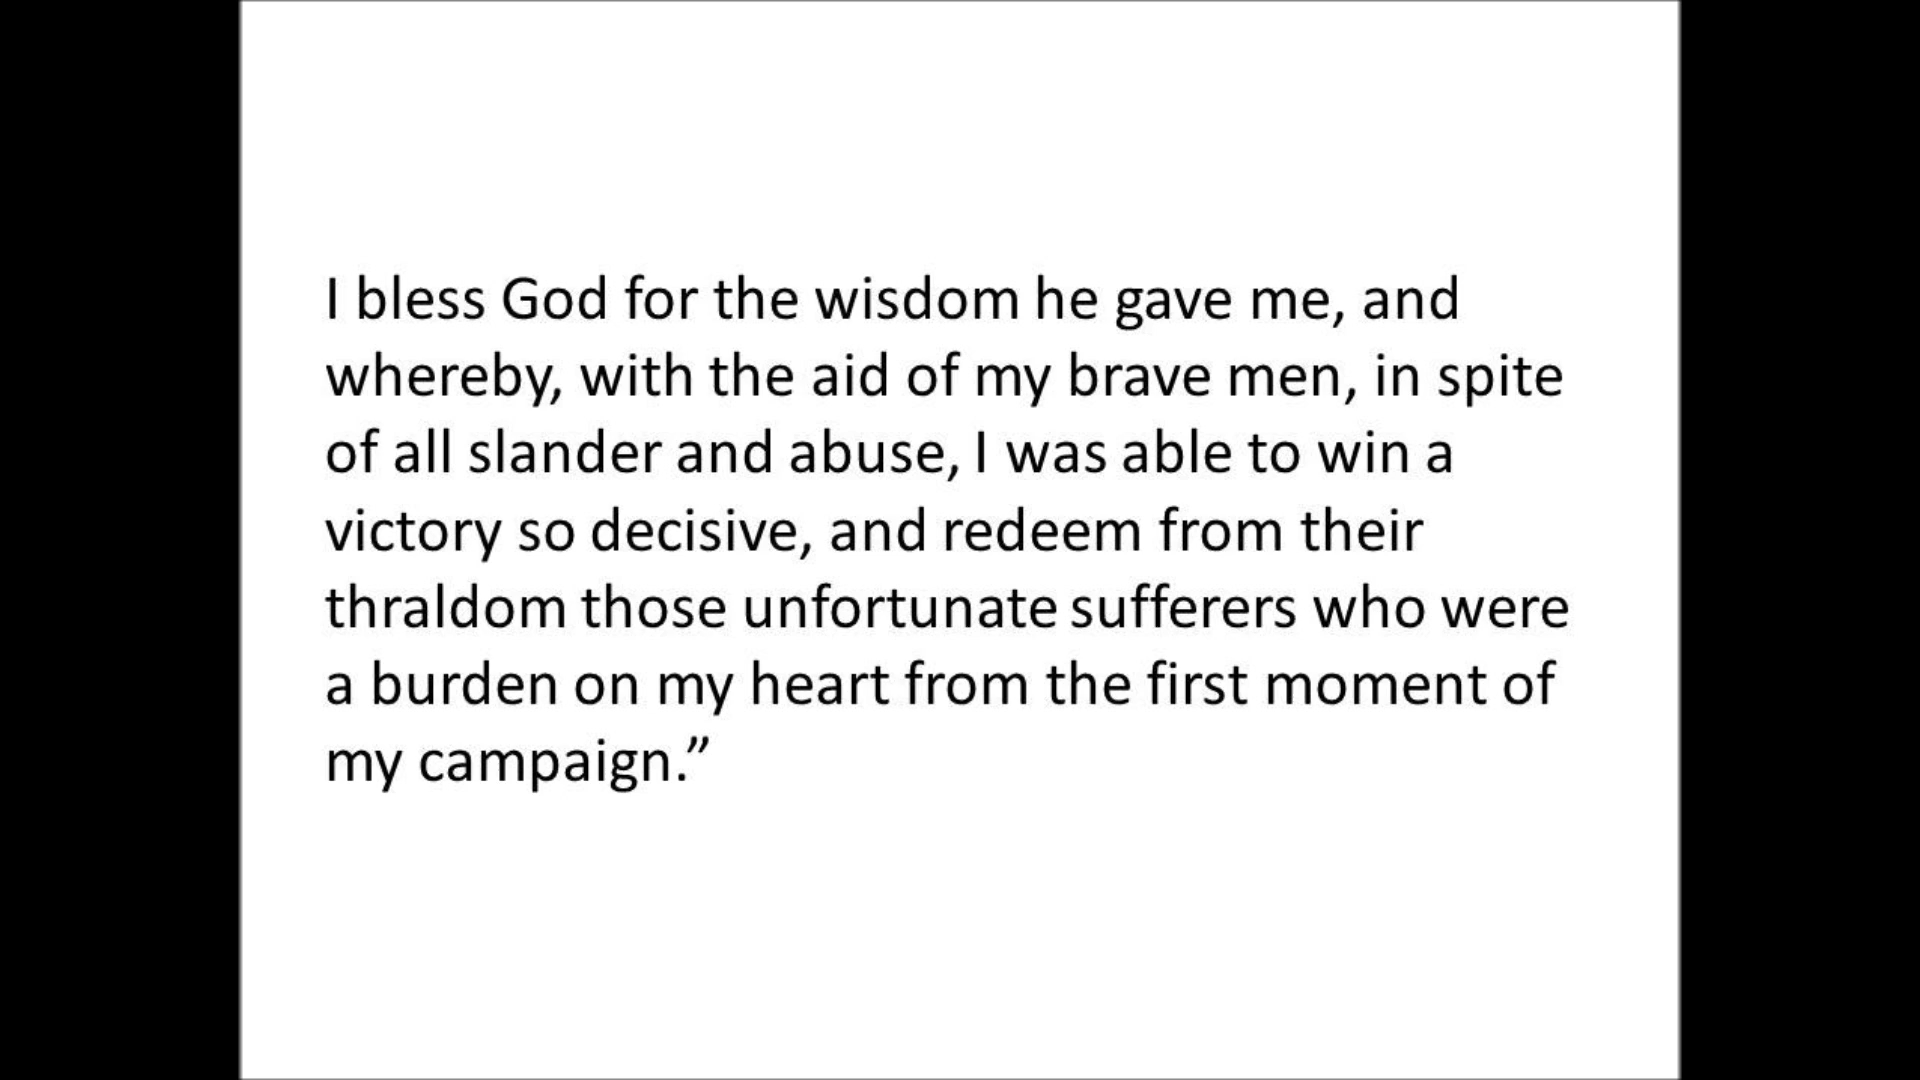 I bless God for the wisdom he gave me, and
whereby, with the aid of my brave men, in spite
of all slander and abuse, I was able to win a
victory so decisive, and redeem from their
thraldom those unfortunate sufferers who were
a burden on my heart from the first moment of
my campaign.”